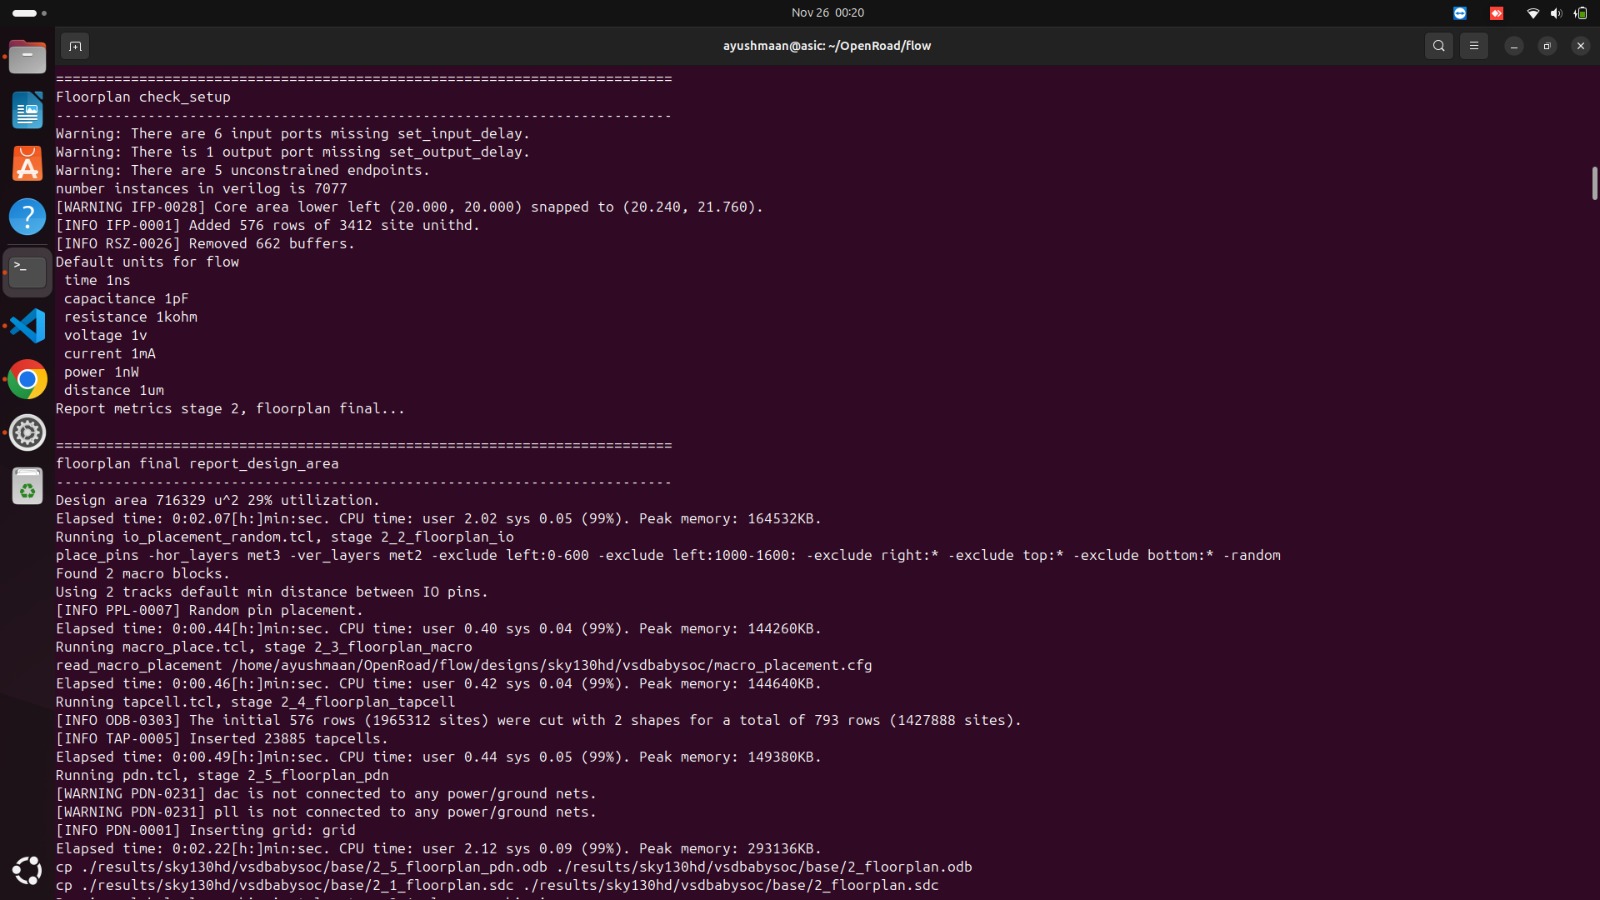 Nov 26 00:20
ayushmaan@asic: ~/OpenRoad/flow
==========================================================================
Floorplan check_setup
--------------------------------------------------------------------------
Warning: There are 6 input ports missing set_input_delay.
Warning: There is 1 output port missing set_output_delay.
Warning: There are 5 unconstrained endpoints.
number instances in verilog is 7077
[WARNING IFP-0028] Core area lower left (20.000, 20.000) snapped to (20.240, 21.760).
[INFO IFP-0001] Added 576 rows of 3412 site unithd.
[INFO RSZ-0026] Removed 662 buffers.
Default units for flow
 time 1ns
 capacitance 1pF
 resistance 1kohm
 voltage 1v
 current 1mA
 power 1nW
 distance 1um
Report metrics stage 2, floorplan final...
==========================================================================
floorplan final report_design_area
--------------------------------------------------------------------------
Design area 716329 u^2 29% utilization.
Elapsed time: 0:02.07[h:]min:sec. CPU time: user 2.02 sys 0.05 (99%). Peak memory: 164532KB.
Running io_placement_random.tcl, stage 2_2_floorplan_io
place_pins -hor_layers met3 -ver_layers met2 -exclude left:0-600 -exclude left:1000-1600: -exclude right:* -exclude top:* -exclude bottom:* -random
Found 2 macro blocks.
Using 2 tracks default min distance between IO pins.
[INFO PPL-0007] Random pin placement.
Elapsed time: 0:00.44[h:]min:sec. CPU time: user 0.40 sys 0.04 (99%). Peak memory: 144260KB.
Running macro_place.tcl, stage 2_3_floorplan_macro
read_macro_placement /home/ayushmaan/OpenRoad/flow/designs/sky130hd/vsdbabysoc/macro_placement.cfg
Elapsed time: 0:00.46[h:]min:sec. CPU time: user 0.42 sys 0.04 (99%). Peak memory: 144640KB.
Running tapcell.tcl, stage 2_4_floorplan_tapcell
[INFO ODB-0303] The initial 576 rows (1965312 sites) were cut with 2 shapes for a total of 793 rows (1427888 sites).
[INFO TAP-0005] Inserted 23885 tapcells.
Elapsed time: 0:00.49[h:]min:sec. CPU time: user 0.44 sys 0.05 (99%). Peak memory: 149380KB.
Running pdn.tcl, stage 2_5_floorplan_pdn
[WARNING PDN-0231] dac is not connected to any power/ground nets.
[WARNING PDN-0231] pll is not connected to any power/ground nets.
[INFO PDN-0001] Inserting grid: grid
Elapsed time: 0:02.22[h:]min:sec. CPU time: user 2.12 sys 0.09 (99%). Peak memory: 293136KB.
cp ./results/sky130hd/vsdbabysoc/base/2_5_floorplan_pdn.odb ./results/sky130hd/vsdbabysoc/base/2_floorplan.odb
cp ./results/sky130hd/vsdbabysoc/base/2_1_floorplan.sdc ./results/sky130hd/vsdbabysoc/base/2_floorplan.sdc